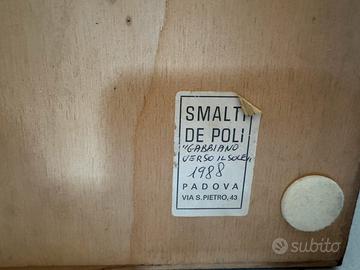 SMALTI
DE POLI
"GABBIANO
VERSO IL SOLE"
1988
PADOVA
VIA S. PIETRO, 43
subito